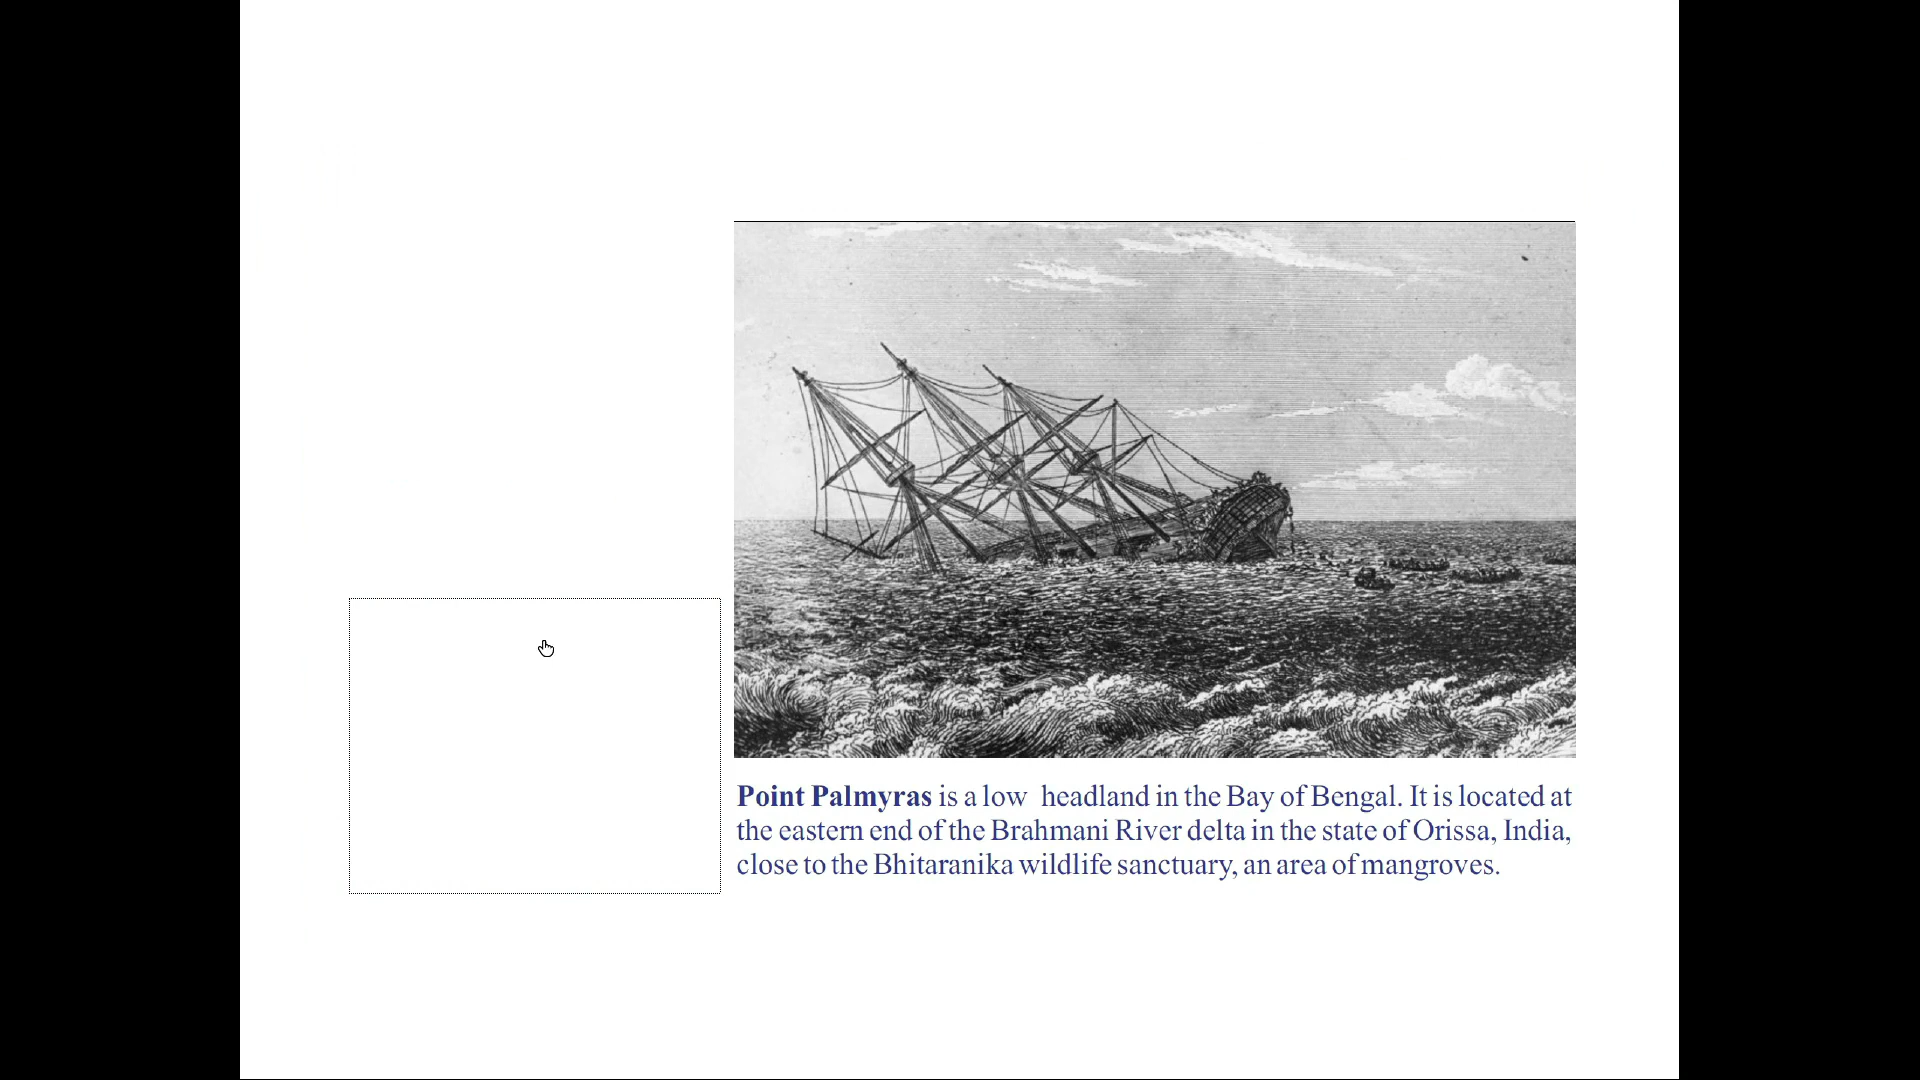 Point Palmyras is a low headland in the Bay of Bengal. It is located at
the eastern end of the Brahmani River delta in the state of Orissa, India,
close to the Bhitaranika wildlife sanctuary, an area of mangroves.